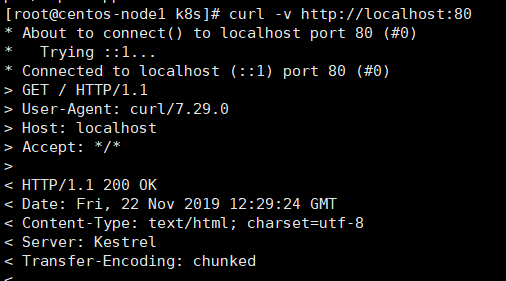 [root@centos-node1 k8s]# curl -v http://localhost:80
* About to connect() to localhost port 80 (#0)
*   Trying ::1...
* Connected to localhost (::1) port 80 (#0)
> GET / HTTP/1.1
> User-Agent: curl/7.29.0
> Host: localhost
> Accept: */*
>
< HTTP/1.1 200 OK
< Date: Fri, 22 Nov 2019 12:29:24 GMT
< Content-Type: text/html; charset=utf-8
< Server: Kestrel
< Transfer-Encoding: chunked
<